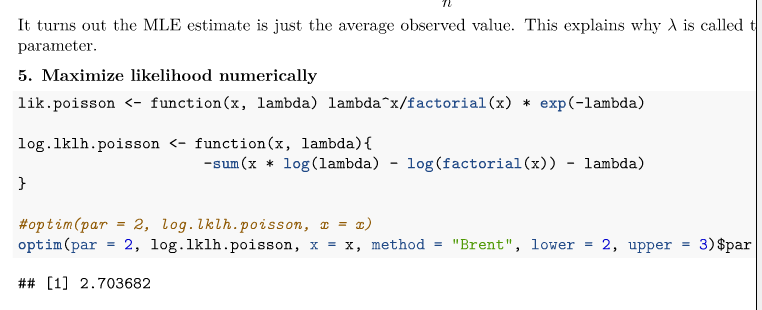 n
It turns out the MLE estimate is just the average observed value. This explains why λ is called
parameter.
5. Maximize likelihood numerically
lik.poisson <- function(x, lambda) lambda^x/factorial(x) * exp(-lambda)
log.lklh.poisson <- function(x, lambda){
-sum(x * log(lambda) - log(factorial(x)) - lambda)
}
#optim(par = 2, log.lklh.poisson, x = x)
optim(par = 2, log.lklh.poisson, x = x, method = "Brent", lower = 2, upper = 3)$par
## [1] 2.703682